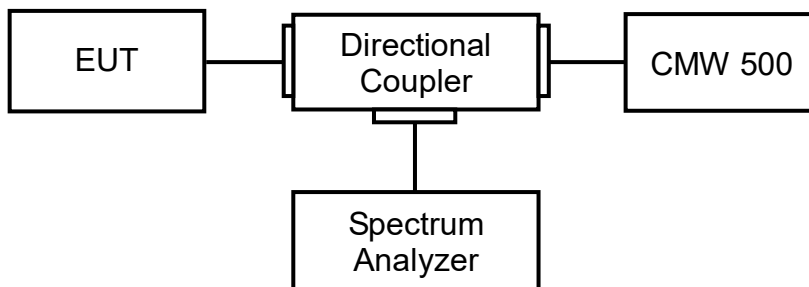 EUT
Directional
Coupler
CMW 500
Spectrum
Analyzer